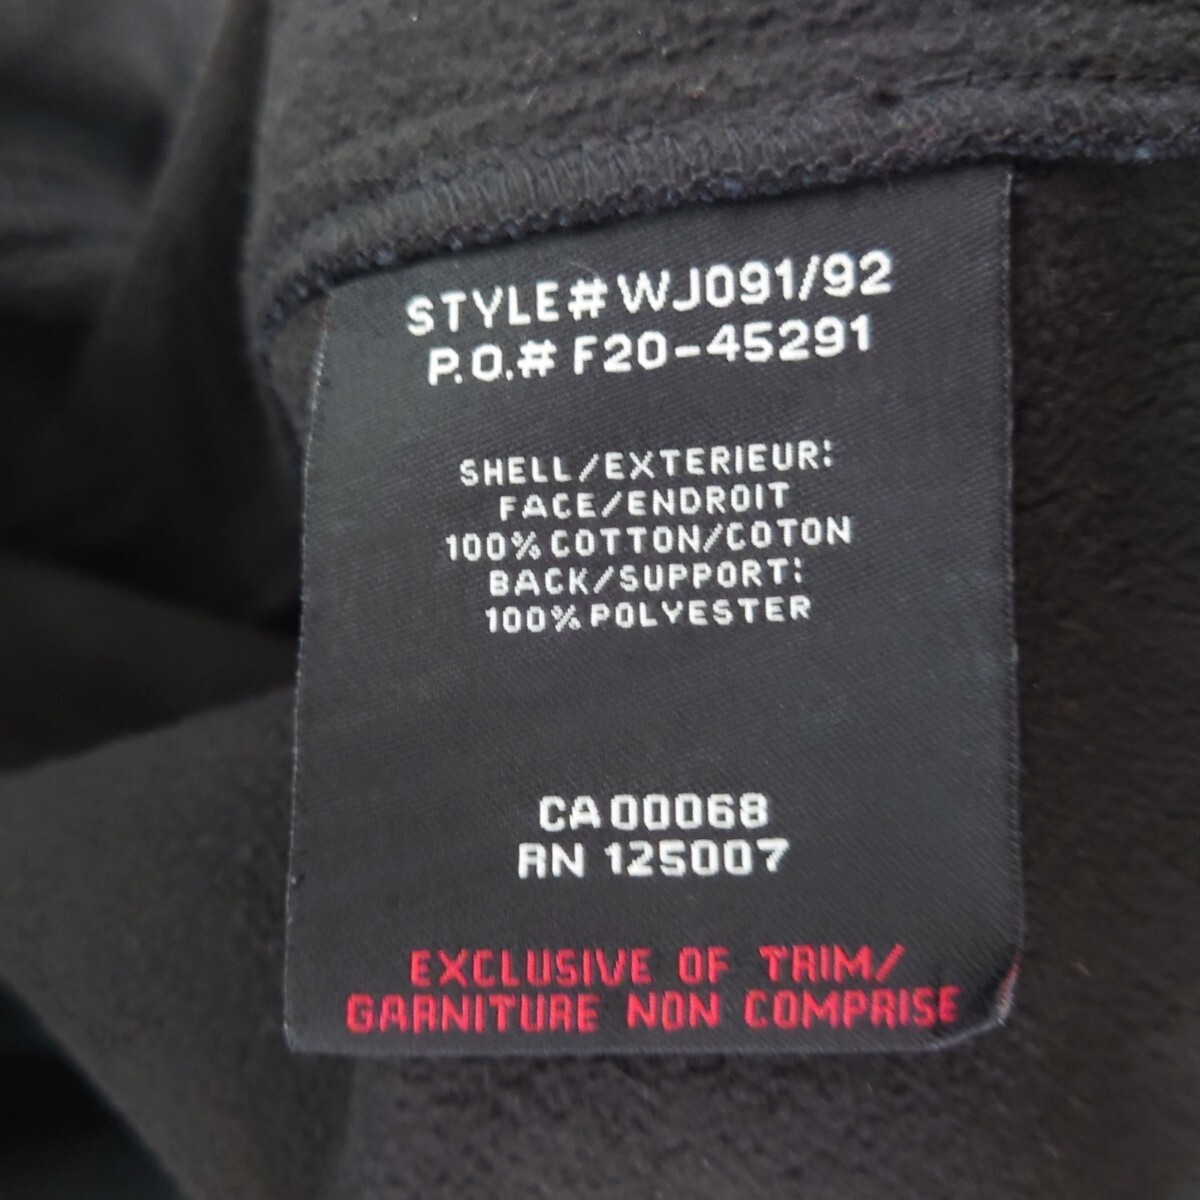 STYLE# WJ091/92
P.O.# F20-45291
SHELL/EXTERIEUR:
FACE/ENDROIT
100% COTTON/COTON
BACK/SUPPORT:
100% POLYESTER
CA 00068
RN 125007
EXCLUSIVE OF TRIM/
GARNITURE NON COMPRISE